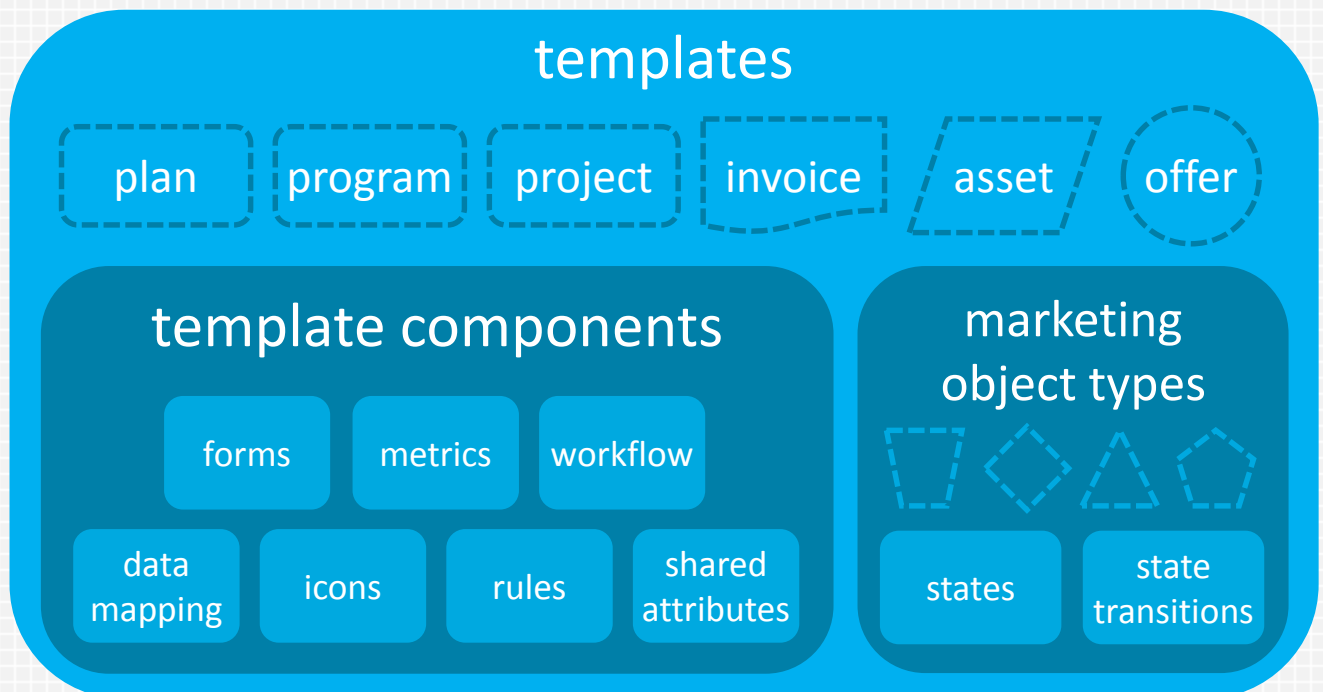 templates
plan
program
project
invoice
asset
offer
template components
forms
metrics
workflow
data
mapping
icons
rules
shared
attributes
marketing
object types
states
state
transitions